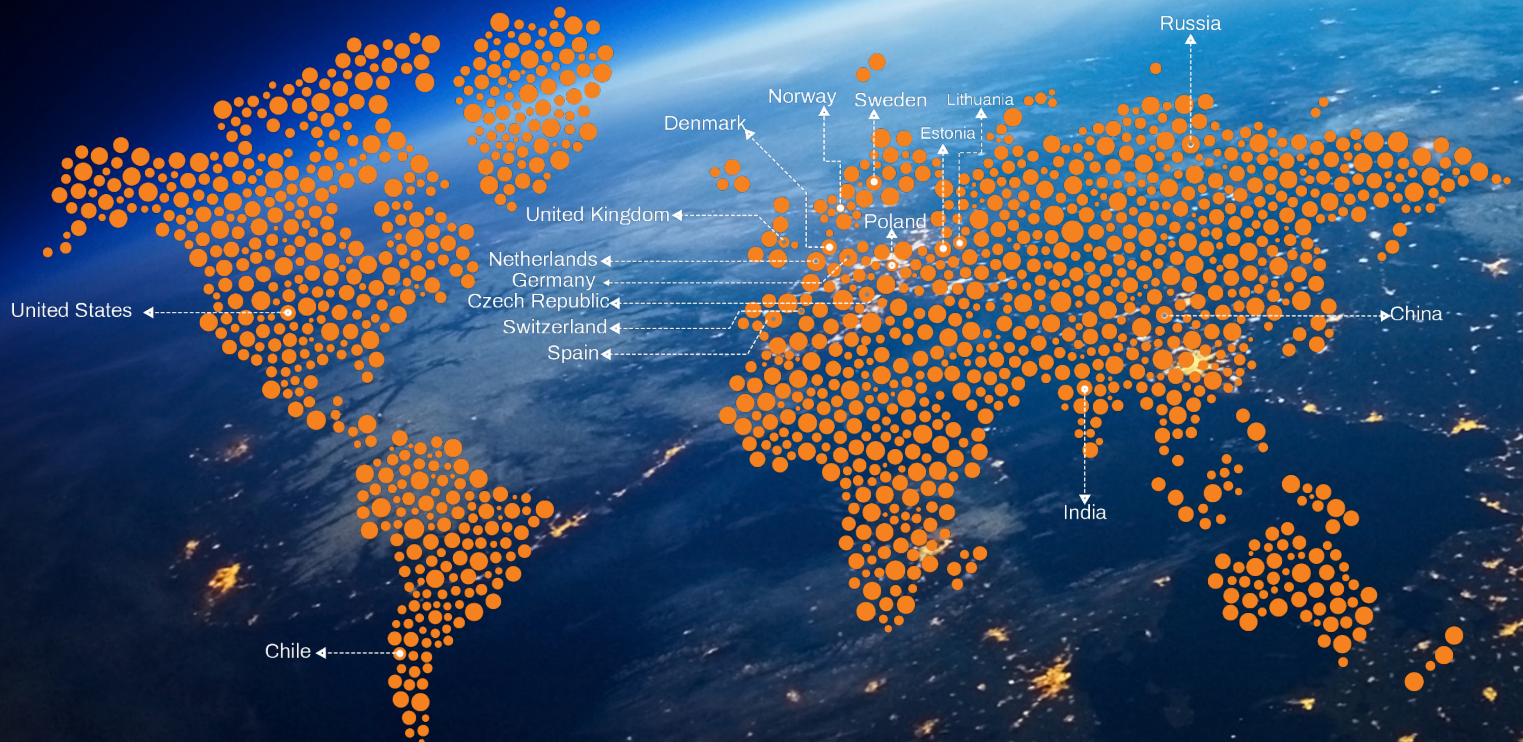 Russia
Norway
Sweden
Lithuania
Denmark
Estonia
United Kingdom
Poland
Netherlands
Germany
Czech Republic
United States
China
Switzerland
Spain
India
Chile